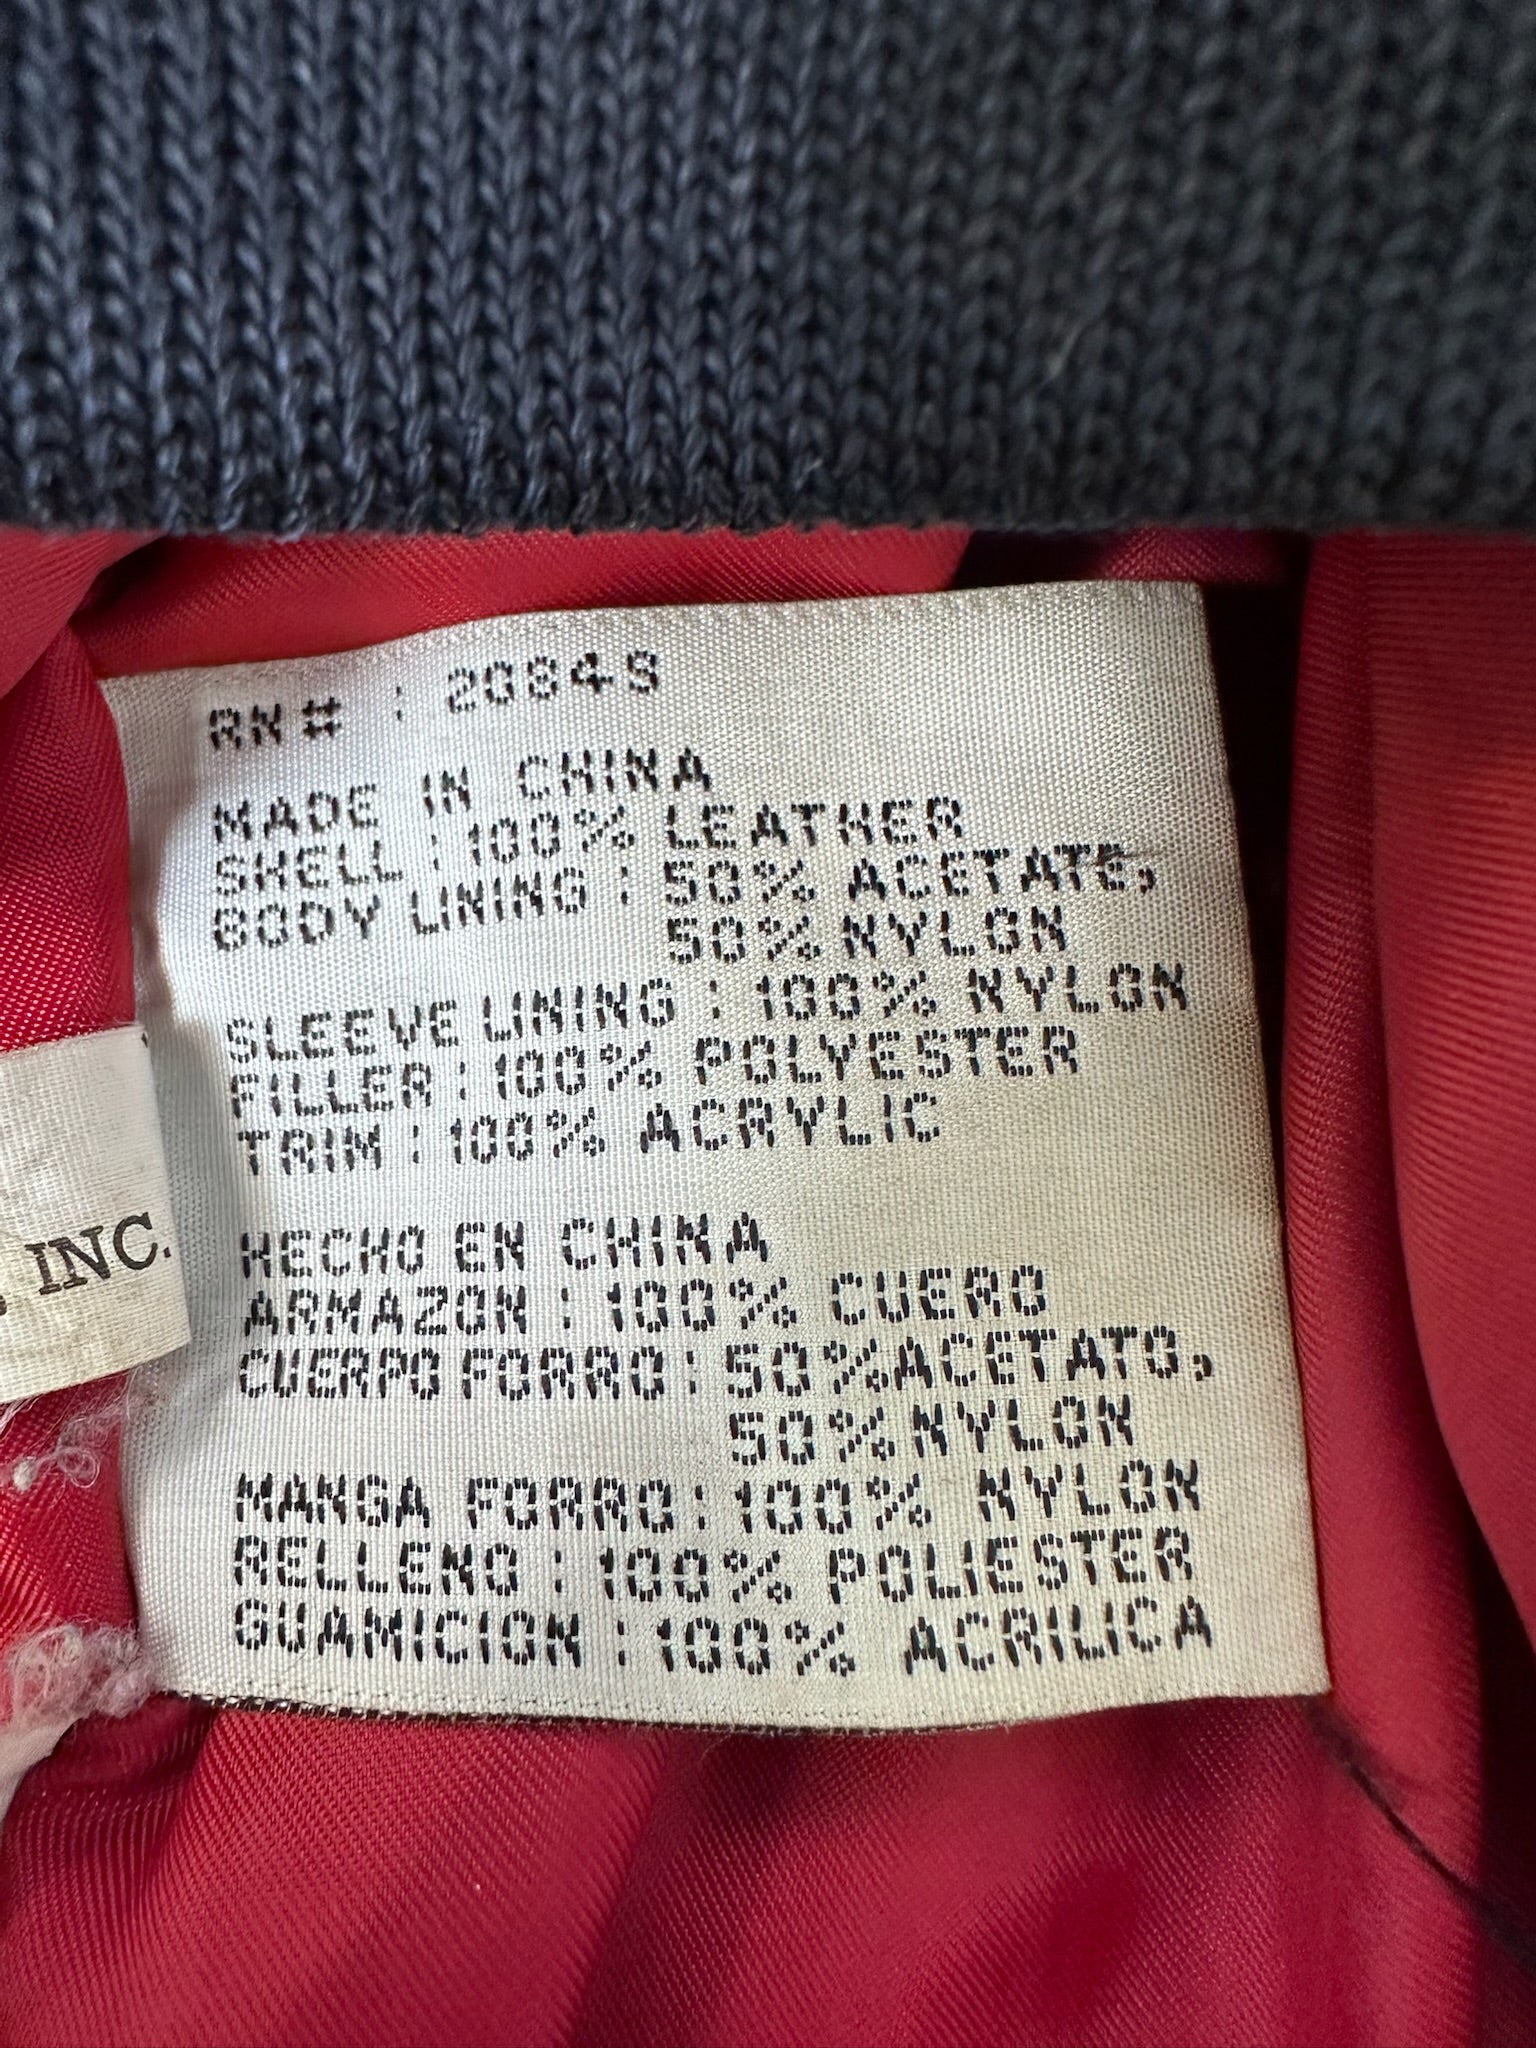 RN# : 20849
MADE IN CHINA
SHELL : 100% LEATHER
BODY LINING : 50% ACETATE,
50% NYLON
SLEEVE LINING : 100% NYLON
FILLER : 100% POLYESTER
TRIM : 100% ACRYLIC
HECHO EN CHINA
ARMAZON : 100% CUERO
CUERPO FORRO : 50% ACETATO,
50% NYLON
MANGA FORRO : 100% NYLON
RELLENO : 100% POLIESTER
GUAMICION : 100% ACRILICA
INC.